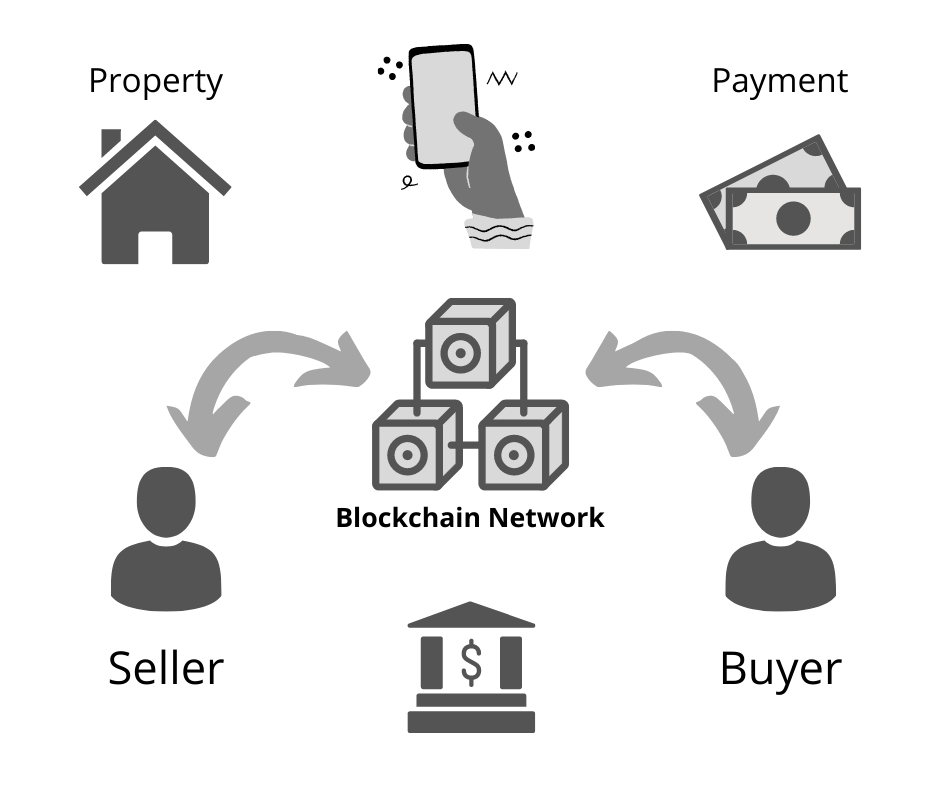 Property
Payment
Blockchain Network
$
Seller
Buyer